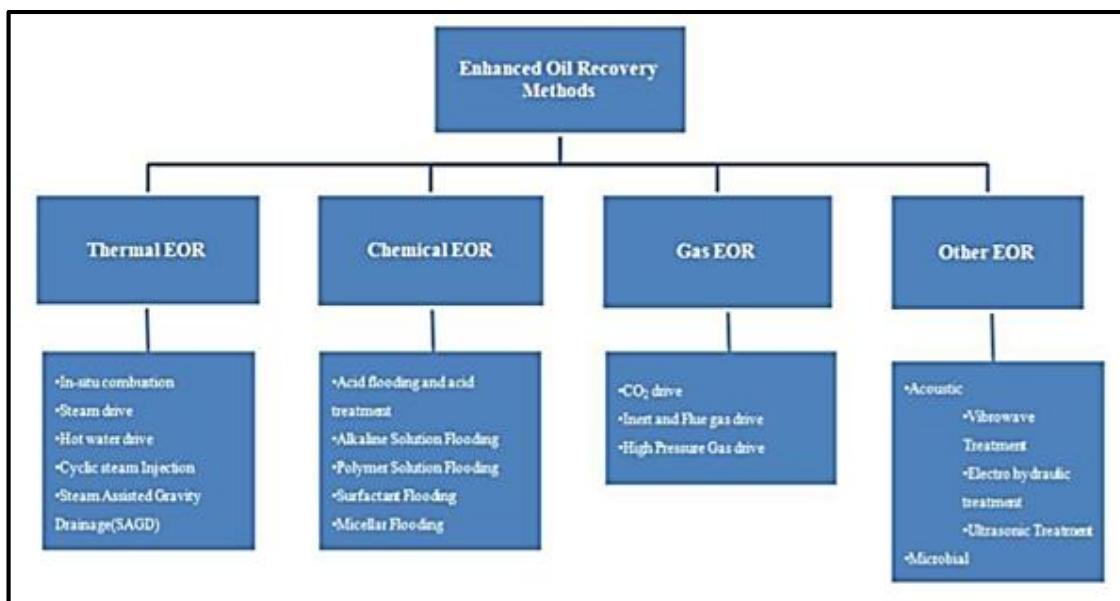 Enhanced Oil Recovery
Methods
Thermal EOR
Chemical EOR
Gas EOR
Other EOR
•In-situ combustion
•Steam drive
•Hot water drive
•Cyclic steam Injection
•Steam Assisted Gravity
Drainage(SAGD)
•Acid flooding and acid
treatment
•Alkaline Solution Flooding
•Polymer Solution Flooding
•Surfactant Flooding
•Micellar Flooding
•CO₂ drive
•Inert and Flue gas drive
•High Pressure Gas drive
•Acoustic
•Vibrowave
Treatment
•Electro hydraulic
treatment
•Ultrasonic Treatment
•Microbial